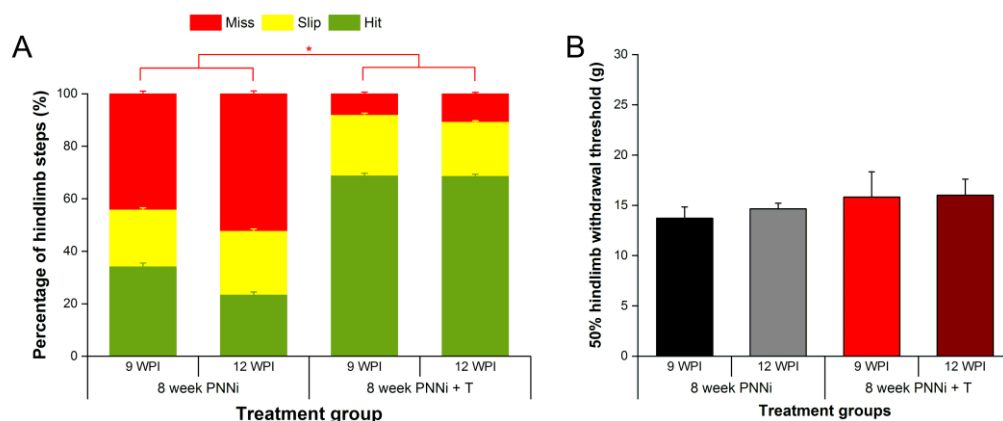 Miss Slip Hit
A
*
Percentage of hindlimb steps (%)
100
80
60
40
20
0
9 WPI 12 WPI 9 WPI 12 WPI
8 week PNNi 8 week PNNi + T
Treatment group
B
50% hindlimb withdrawal threshold (g)
30
25
20
15
10
5
0
9 WPI 12 WPI 9 WPI 12 WPI
8 week PNNi 8 week PNNi + T
Treatment groups